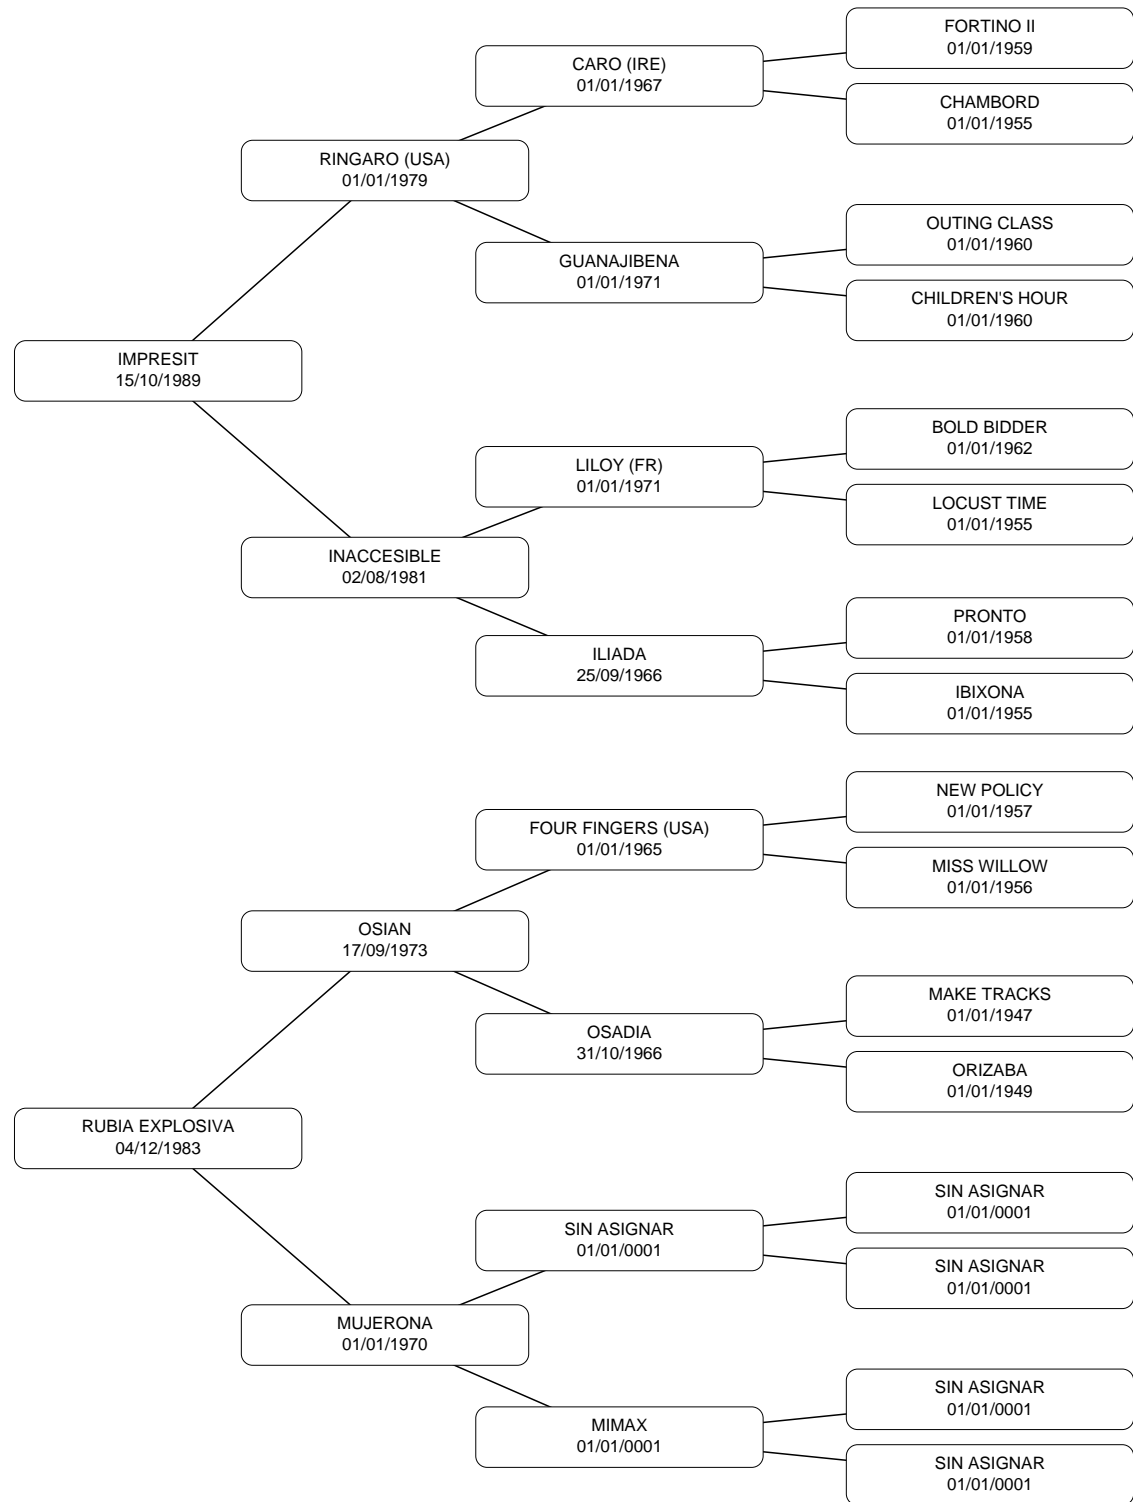 FORTINO II
01/01/1959
CARO (IRE)
01/01/1967
CHAMBORD
01/01/1955
RINGARO (USA)
01/01/1979
OUTING CLASS
01/01/1960
GUANAJIBENA
01/01/1971
CHILDREN'S HOUR
01/01/1960
IMPRESIT
15/10/1989
BOLD BIDDER
01/01/1962
LILOY (FR)
01/01/1971
LOCUST TIME
01/01/1955
INACCESIBLE
02/08/1981
PRONTO
01/01/1958
ILIADA
25/09/1966
IBIXONA
01/01/1955
NEW POLICY
01/01/1957
FOUR FINGERS (USA)
01/01/1965
MISS WILLOW
01/01/1956
OSIAN
17/09/1973
MAKE TRACKS
01/01/1947
OSADIA
31/10/1966
ORIZABA
01/01/1949
RUBIA EXPLOSIVA
04/12/1983
SIN ASIGNAR
01/01/0001
SIN ASIGNAR
01/01/0001
SIN ASIGNAR
01/01/0001
MUJERONA
01/01/1970
SIN ASIGNAR
01/01/0001
MIMAX
01/01/0001
SIN ASIGNAR
01/01/0001